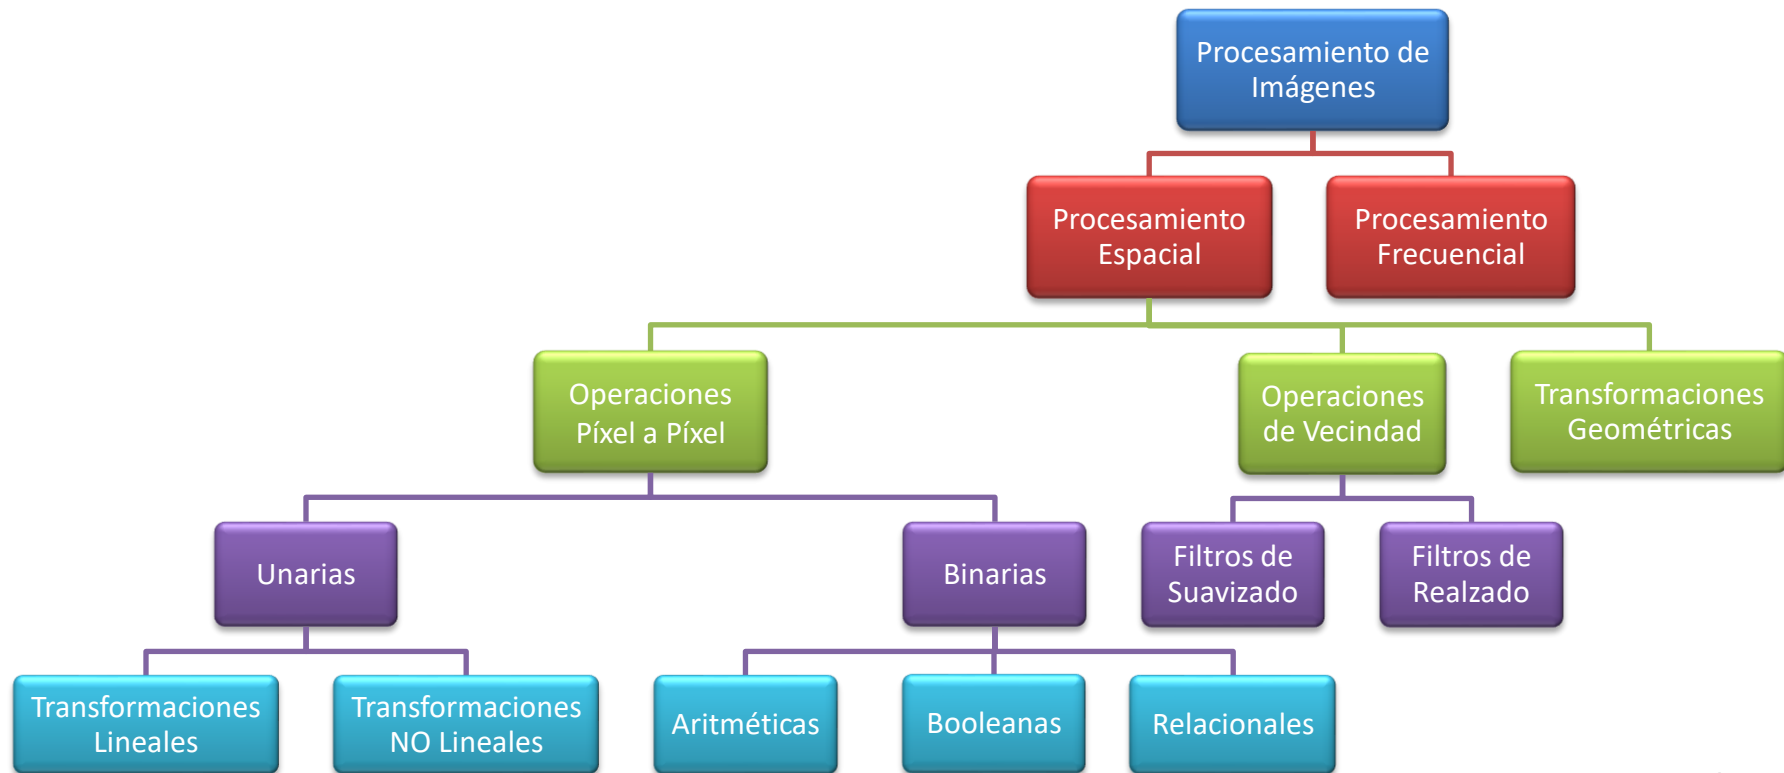 Procesamiento de
Imágenes
Procesamiento
Espacial
Procesamiento
Frecuencial
Operaciones
Píxel a Píxel
Operaciones
de Vecindad
Transformaciones
Geométricas
Unarias
Binarias
Filtros de
Suavizado
Filtros de
Realzado
Transformaciones
Lineales
Transformaciones
NO Lineales
Aritméticas
Booleanas
Relacionales